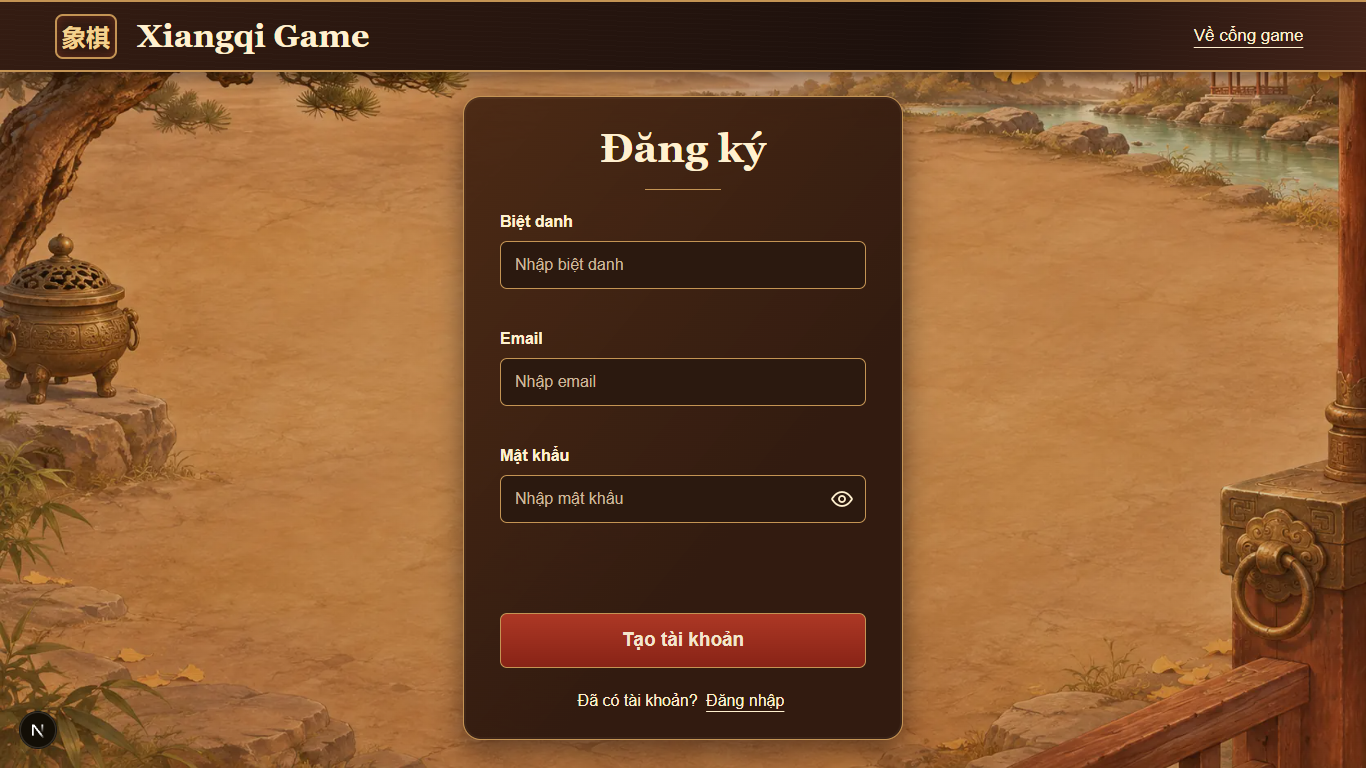 象棋 Xiangqi Game
Về cổng game
Đăng ký
Biệt danh
Nhập biệt danh
Email
Nhập email
Mật khẩu
Nhập mật khẩu
Tạo tài khoản
Đã có tài khoản? Đăng nhập
N